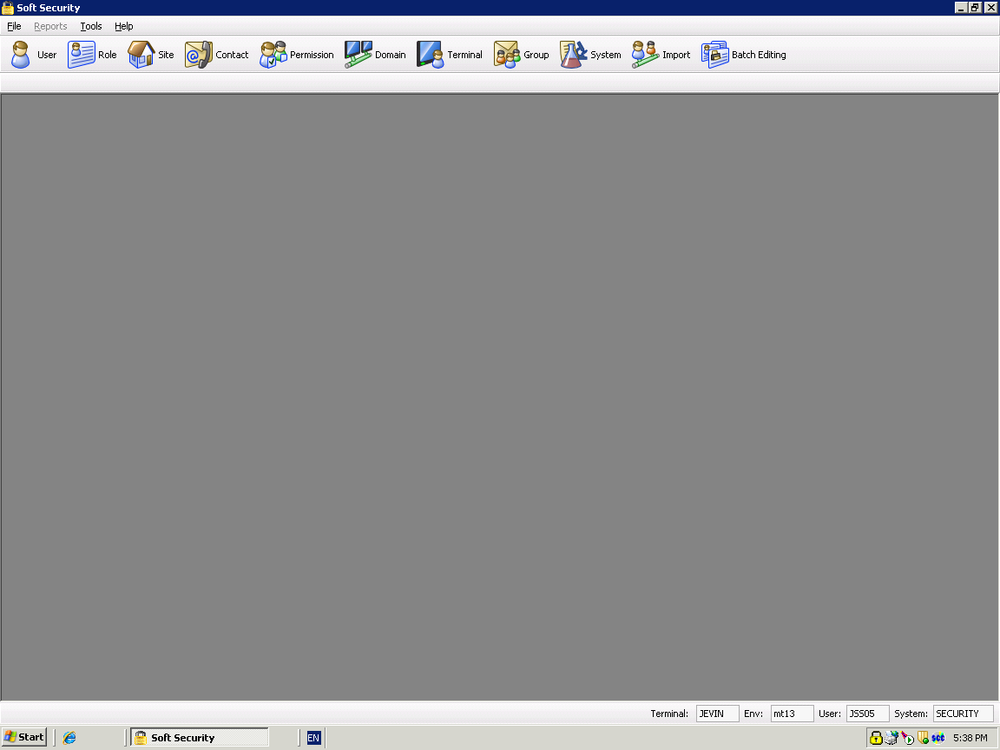 Soft Security
File Reports Tools Help
User Role Site Contact Permission Domain Terminal Group System Import Batch Editing
Terminal: JEVIN Env: mt13 User: JSS05 System: SECURITY
Start Soft Security EN scc 5:38 PM